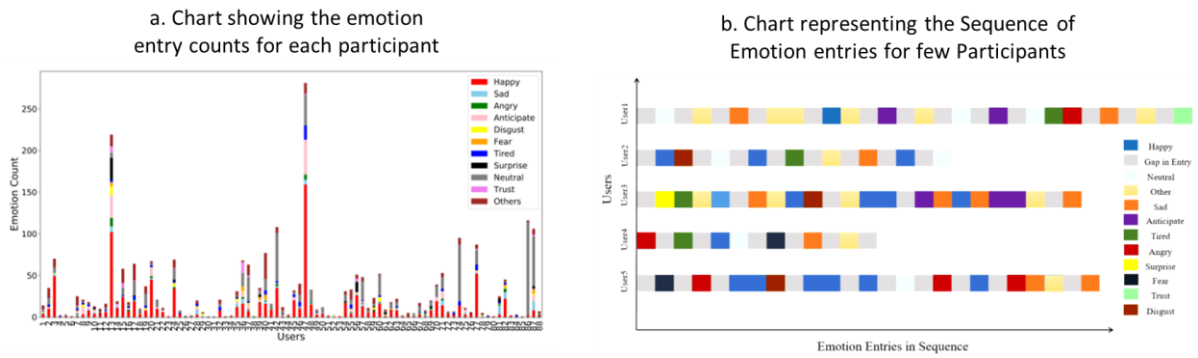 a. Chart showing the emotion
entry counts for each participant
Happy
Sad
Angry
Anticipate
Disgust
Fear
Tired
Surprise
Neutral
Trust
Others
250
200
150
100
50
0
Emotion Count
Users
b. Chart representing the Sequence of
Emotion entries for few Participants
User1
User2
User3
User4
User5
Users
Happy
Gap in Entry
Neutral
Other
Sad
Anticipate
Tired
Angry
Surprise
Fear
Trust
Disgust
Emotion Entries in Sequence